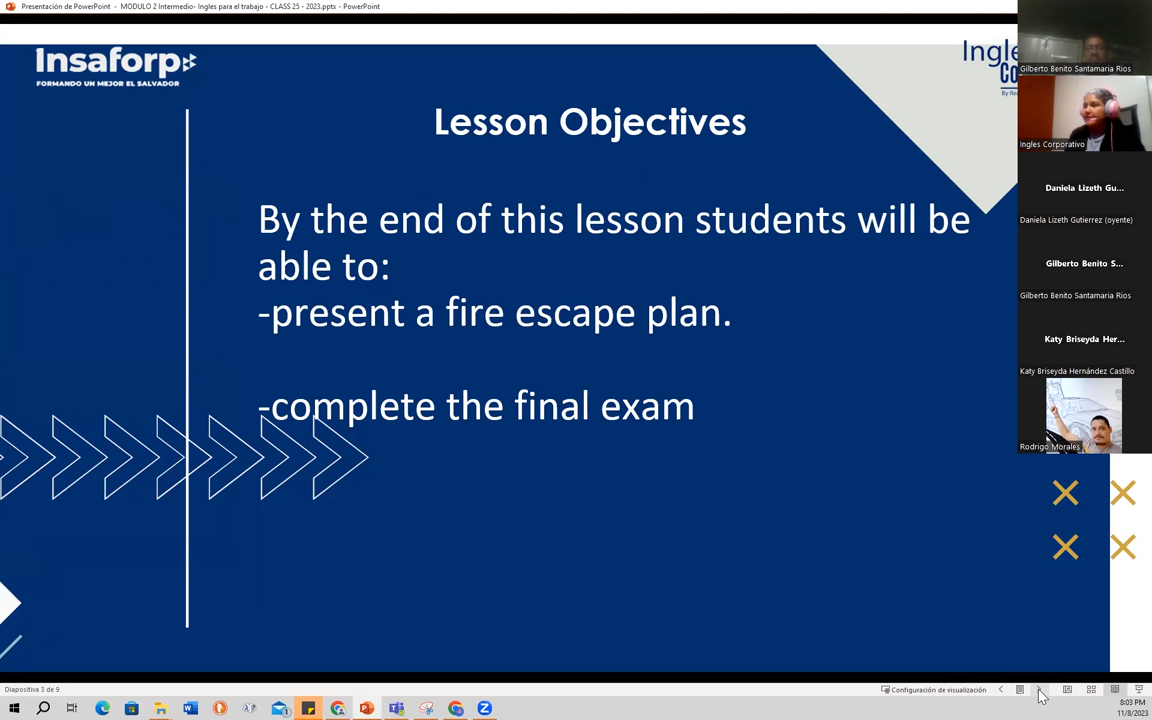 Presentación de PowerPoint - MODULO 2 Intermedio- Ingles para el trabajo - CLASS 25 - 2023.pptx - PowerPoint
Insaforp
FORMANDO UN MEJOR EL SALVADOR
Lesson Objectives
By the end of this lesson students will be
able to:
-present a fire escape plan.
-complete the final exam
Gilberto Benito Santamaria Rios
Ingles Corporativo
Daniela Lizeth Gu...
Daniela Lizeth Gutierrez (oyente)
Gilberto Benito S...
Gilberto Benito Santamaria Rios
Katy Briseyda Her...
Katy Briseyda Hernández Castillo
Rodrigo Morales
Diapositiva 3 de 9
Configuración de visualización
8:03 PM
11/8/2023